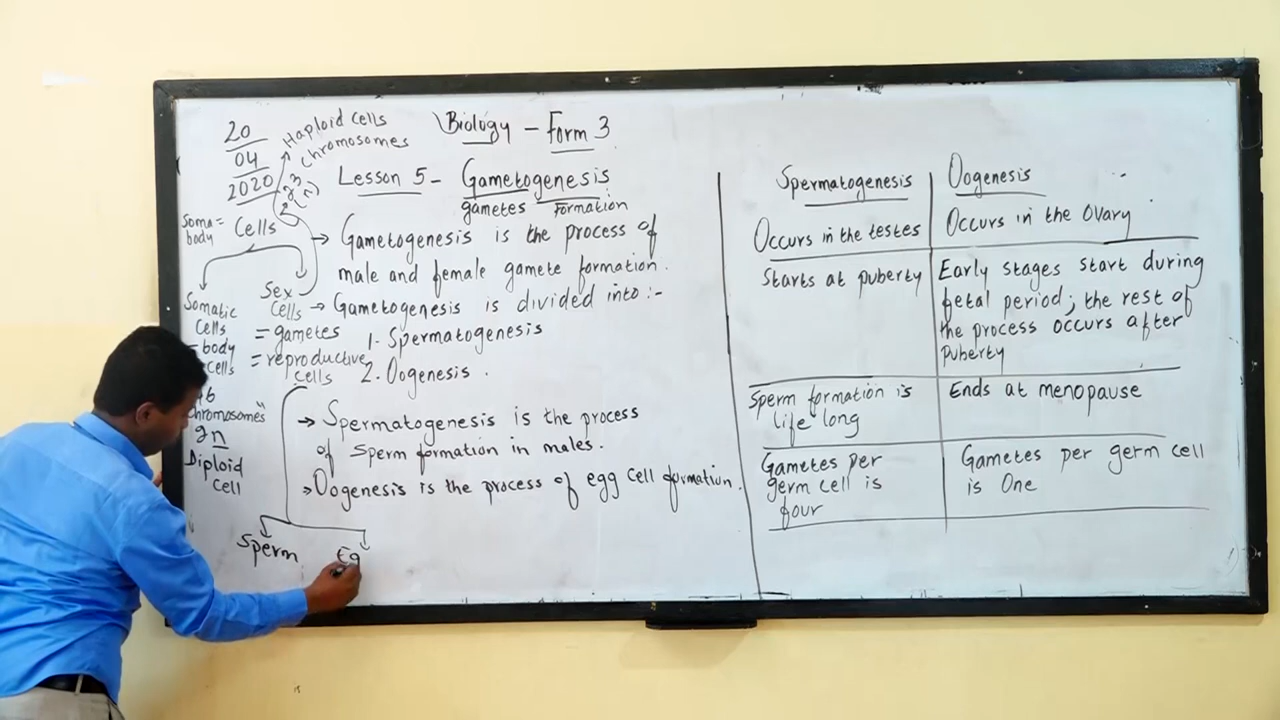 20
04
2020
Haploid cells
chromosomes
23
(n)
Biology - Form 3
Lesson 5 - Gametogenesis
gametes formation
Soma =
body
Cells
→ Gametogenesis is the process of
male and female gamete formation.
Sex
cells
→ Gametogenesis is divided into :-
Somatic
Cells
= body
cells
= gametes
= reproductive
cells
1. Spermatogenesis
2. Oogenesis.
46
chromosomes
2n
Diploid
cell
→ Spermatogenesis is the process
of sperm formation in males.
→ Oogenesis is the process of egg cell formation.
Sperm
Eg
Spermatogenesis
Oogenesis
Occurs in the testes
Occurs in the Ovary
Starts at puberty
Early stages start during
fetal period; the rest of
the process occurs after
puberty
Sperm formation is
life long
Ends at menopause
Gametes per
germ cell is
four
Gametes per germ cell
is One